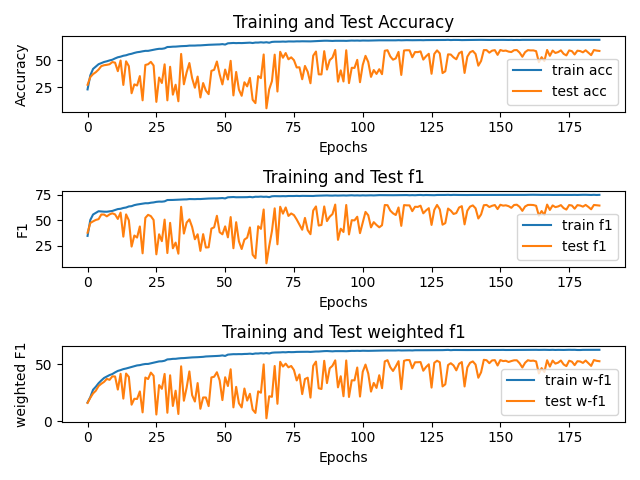 Training and Test Accuracy
Accuracy
50
25
train acc
test acc
0 25 50 75 100 125 150 175
Epochs
Training and Test f1
F1
75
50
25
train f1
test f1
0 25 50 75 100 125 150 175
Epochs
Training and Test weighted f1
weighted F1
50
0
train w-f1
test w-f1
0 25 50 75 100 125 150 175
Epochs